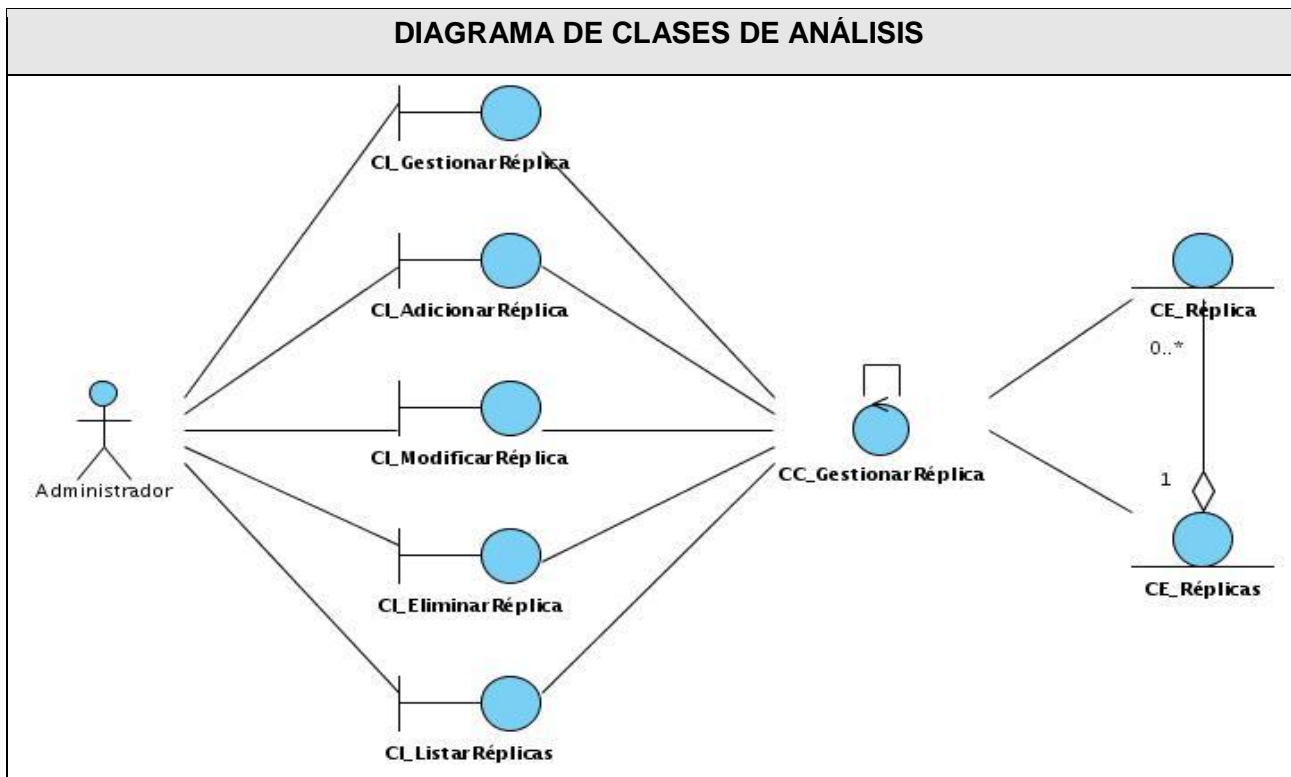 DIAGRAMA DE CLASES DE ANÁLISIS
CI_GestionarRéplica
CI_AdicionarRéplica
CE_Réplica
0..*
CI_ModificarRéplica
CC_GestionarRéplica
1
Administrador
CI_EliminarRéplica
CE_Réplicas
CI_ListarRéplicas